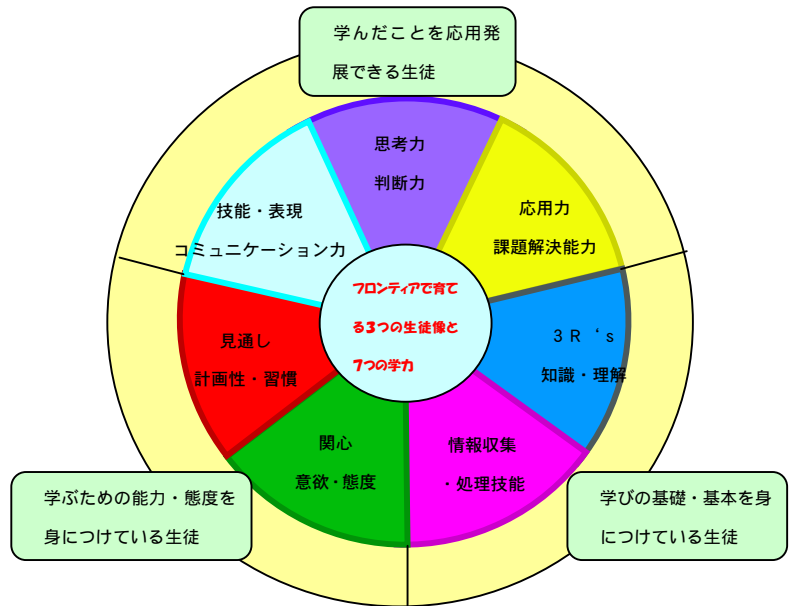 学んだことを応用発
展できる生徒
思考力
判断力
技能・表現
コミュニケーション力
応用力
課題解決能力
フロンティアで育て
る3つの生徒像と
7つの学力
見通し
計画性・習慣
３Ｒ‘ｓ
知識・理解
関心
意欲・態度
情報収集
・処理技能
学ぶための能力・態度を
身につけている生徒
学びの基礎・基本を身
につけている生徒